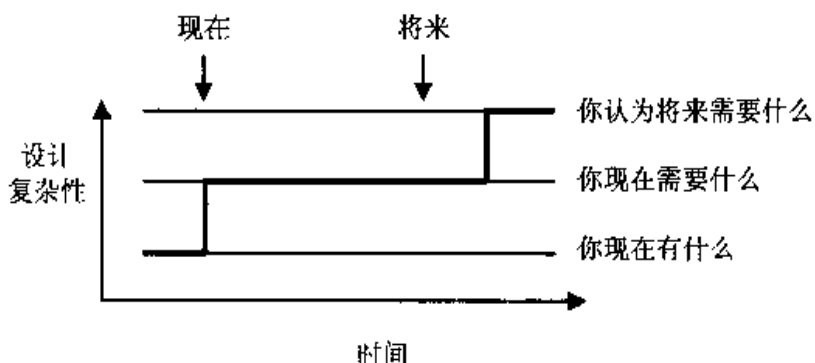 现在
将来
你认为将来需要什么
设计
复杂性
你现在需要什么
你现在有什么
时间